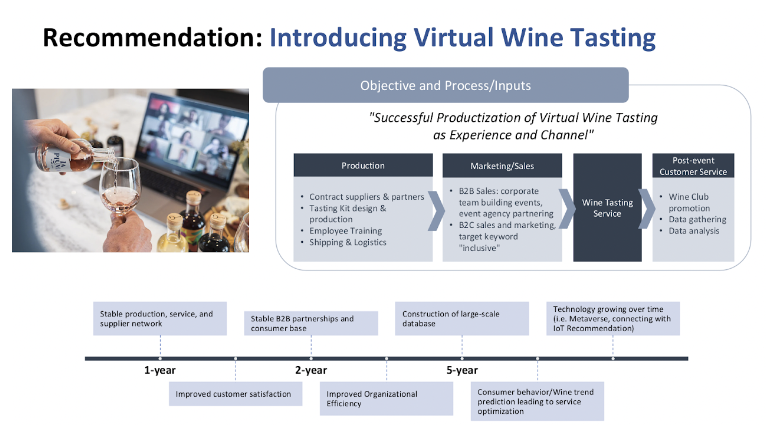 Recommendation: Introducing Virtual Wine Tasting
Objective and Process/Inputs
"Successful Productization of Virtual Wine Tasting
as Experience and Channel"
Production
• Contract suppliers & partners
• Tasting Kit design &
production
• Employee Training
• Shipping & Logistics
Marketing/Sales
• B2B Sales: corporate
team building events,
event agency partnering
• B2C sales and marketing,
target keyword
"inclusive"
Wine Tasting
Service
Post-event
Customer Service
• Wine Club
promotion
• Data gathering
• Data analysis
Stable production, service, and
supplier network
Stable B2B partnerships and
consumer base
Construction of large-scale
database
Technology growing over time
(i.e. Metaverse, connecting with
IoT Recommendation)
1-year
2-year
5-year
Improved customer satisfaction
Improved Organizational
Efficiency
Consumer behavior/Wine trend
prediction leading to service
optimization